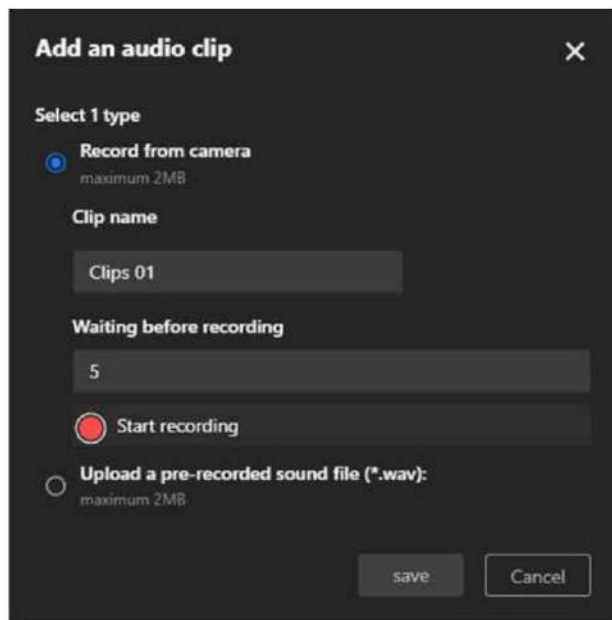 Add an audio clip
Select 1 type
Record from camera
maximum 2MB
Clip name
Clips 01
Waiting before recording
5
Start recording
Upload a pre-recorded sound file (*.wav):
maximum 2MB
save
Cancel